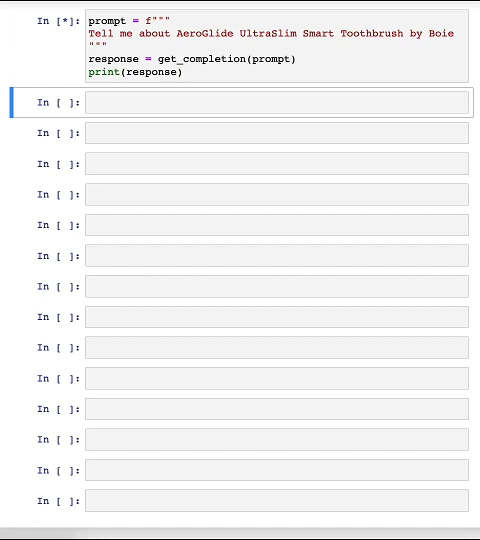 In [*]: prompt = f"""
Tell me about AeroGlide UltraSlim Smart Toothbrush by Boie
"""
response = get_completion(prompt)
print(response)
In [ ]:
In [ ]:
In [ ]:
In [ ]:
In [ ]:
In [ ]:
In [ ]:
In [ ]:
In [ ]:
In [ ]:
In [ ]:
In [ ]:
In [ ]:
In [ ]: